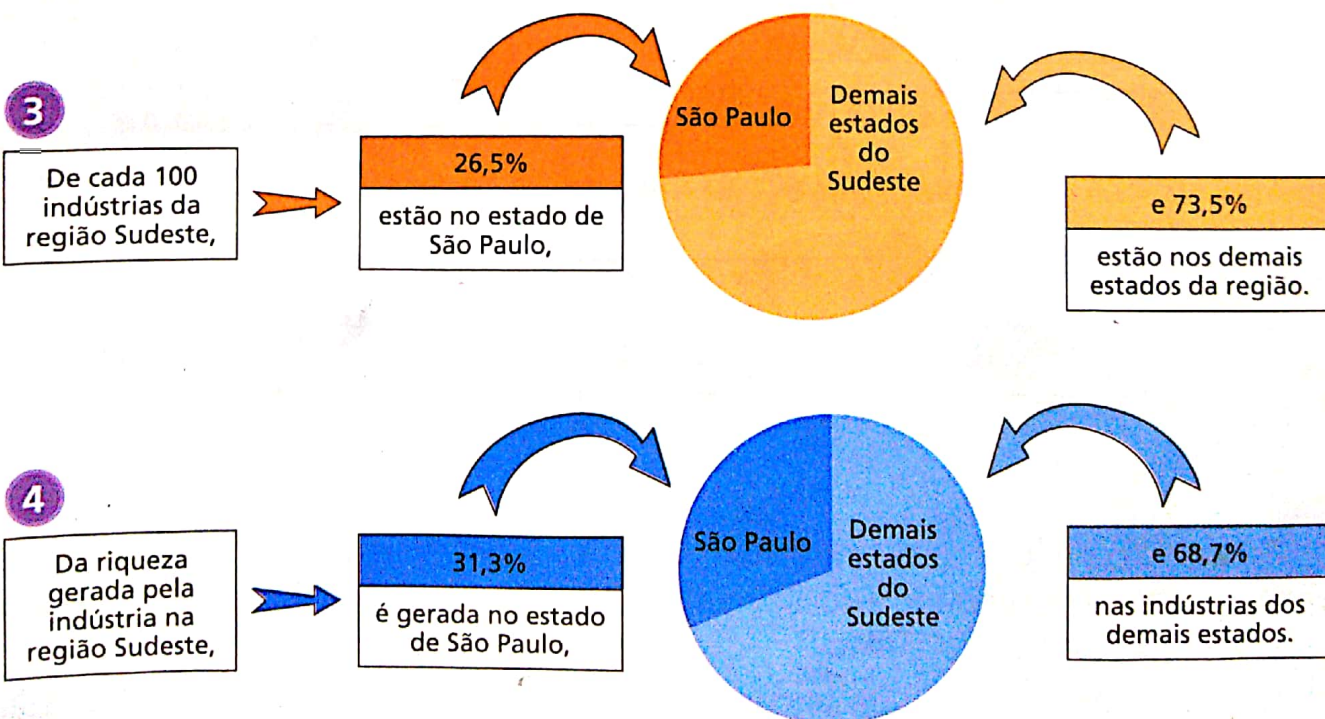 3
De cada 100
indústrias da
região Sudeste,
26,5%
estão no estado de
São Paulo,
São Paulo
Demais
estados
do
Sudeste
e 73,5%
estão nos demais
estados da região.
4
Da riqueza
gerada pela
indústria na
região Sudeste,
31,3%
é gerada no estado
de São Paulo,
São Paulo
Demais
estados
do
Sudeste
e 68,7%
nas indústrias dos
demais estados.